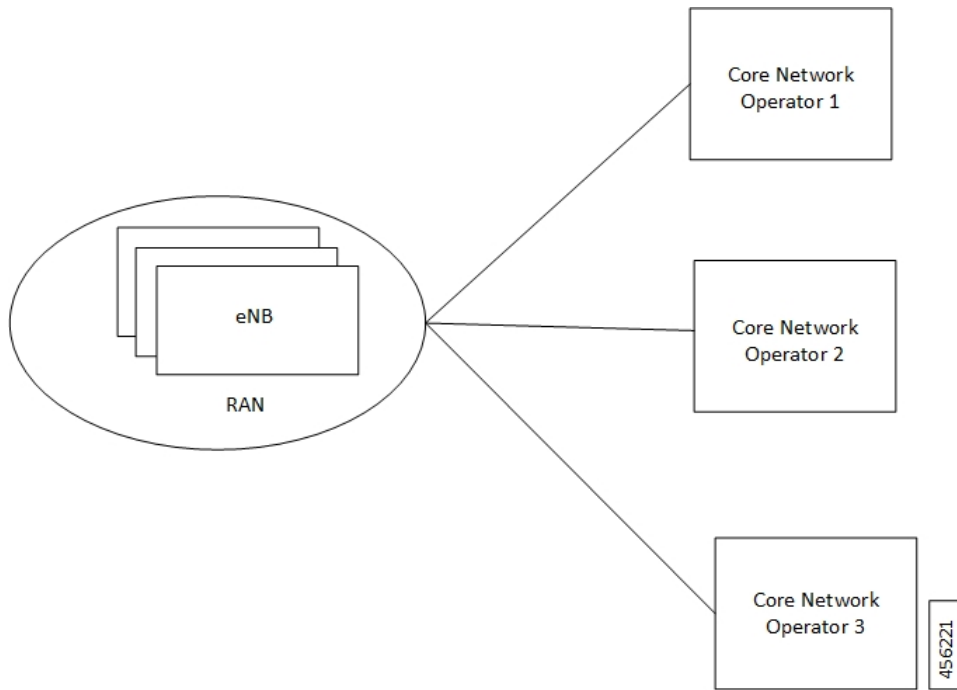 Core Network
Operator 1
eNB
RAN
Core Network
Operator 2
Core Network
Operator 3
456221